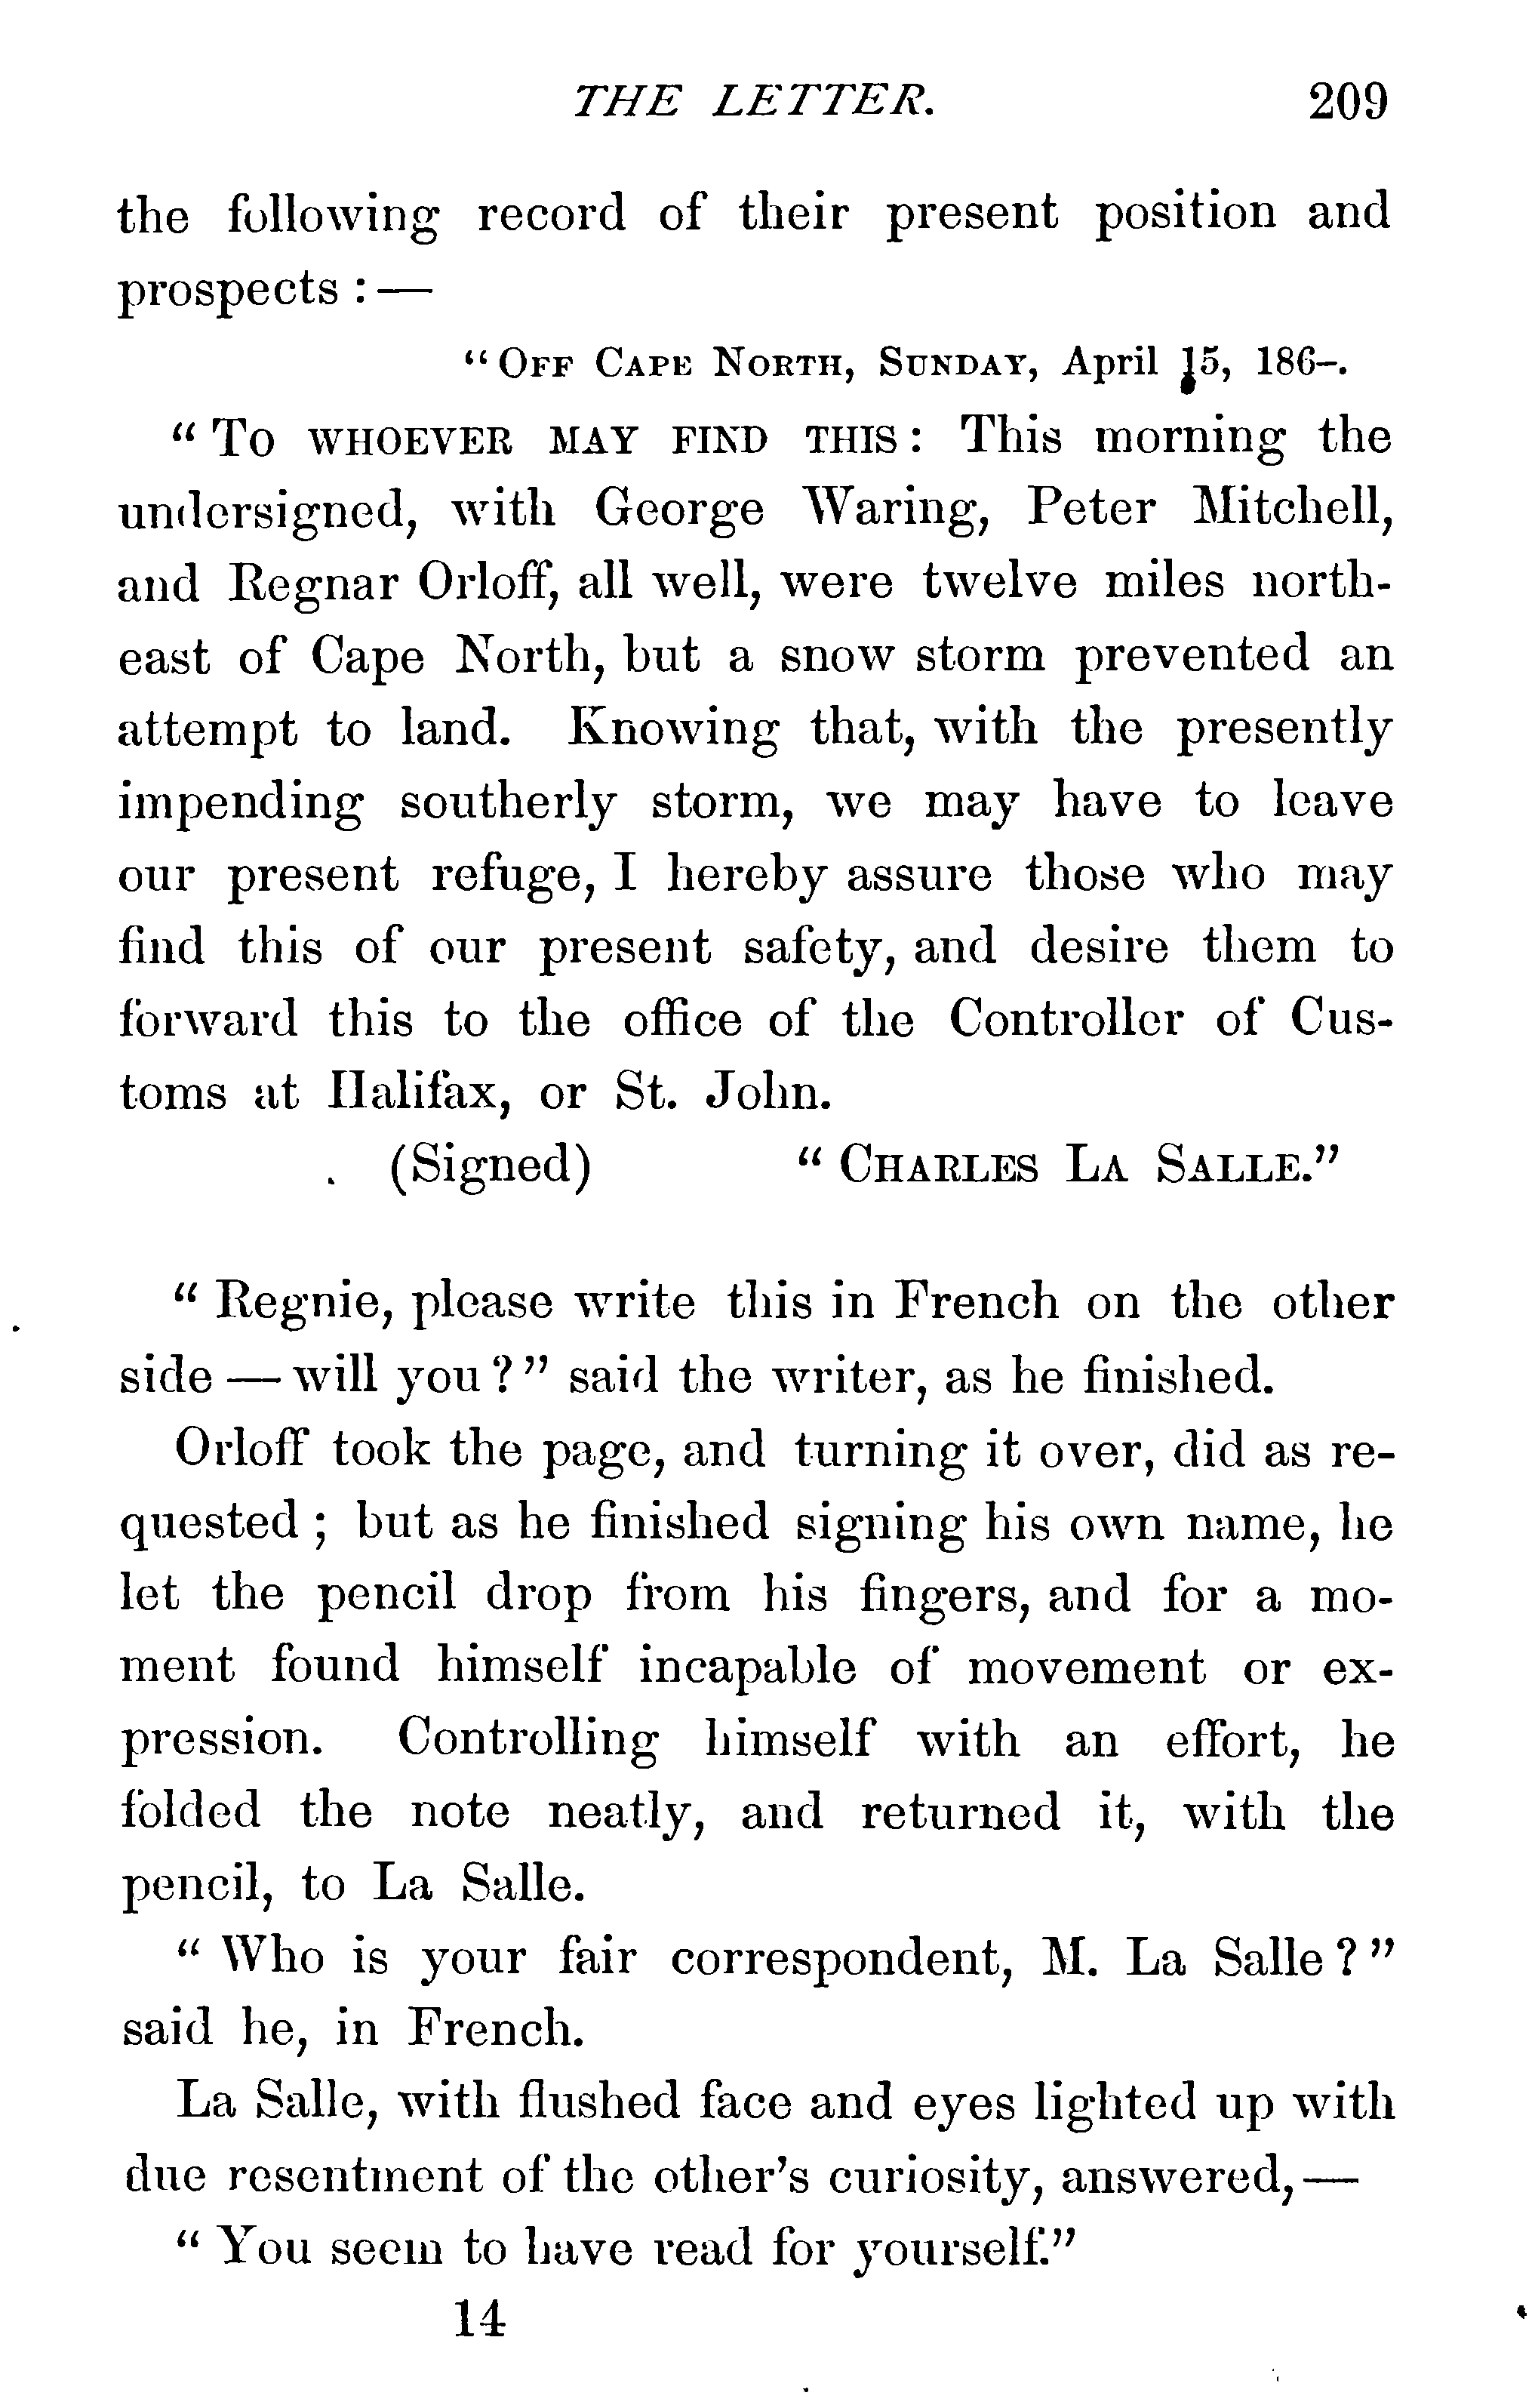 THE LETTER. 209
the following record of their present position and
prospects : —
“ Off Cape North, Sunday, April 15, 186–.
“ To whoever may find this : This morning the
undersigned, with George Waring, Peter Mitchell,
and Regnar Orloff, all well, were twelve miles north-
east of Cape North, but a snow storm prevented an
attempt to land. Knowing that, with the presently
impending southerly storm, we may have to leave
our present refuge, I hereby assure those who may
find this of our present safety, and desire them to
forward this to the office of the Controller of Cus-
toms at Halifax, or St. John.
(Signed) “ Charles La Salle.”
“ Regnie, please write this in French on the other
side — will you ? ” said the writer, as he finished.
Orloff took the page, and turning it over, did as re-
quested ; but as he finished signing his own name, he
let the pencil drop from his fingers, and for a mo-
ment found himself incapable of movement or ex-
pression. Controlling himself with an effort, he
folded the note neatly, and returned it, with the
pencil, to La Salle.
“ Who is your fair correspondent, M. La Salle ? ”
said he, in French.
La Salle, with flushed face and eyes lighted up with
due resentment of the other’s curiosity, answered, —
“ You seem to have read for yourself.”
14